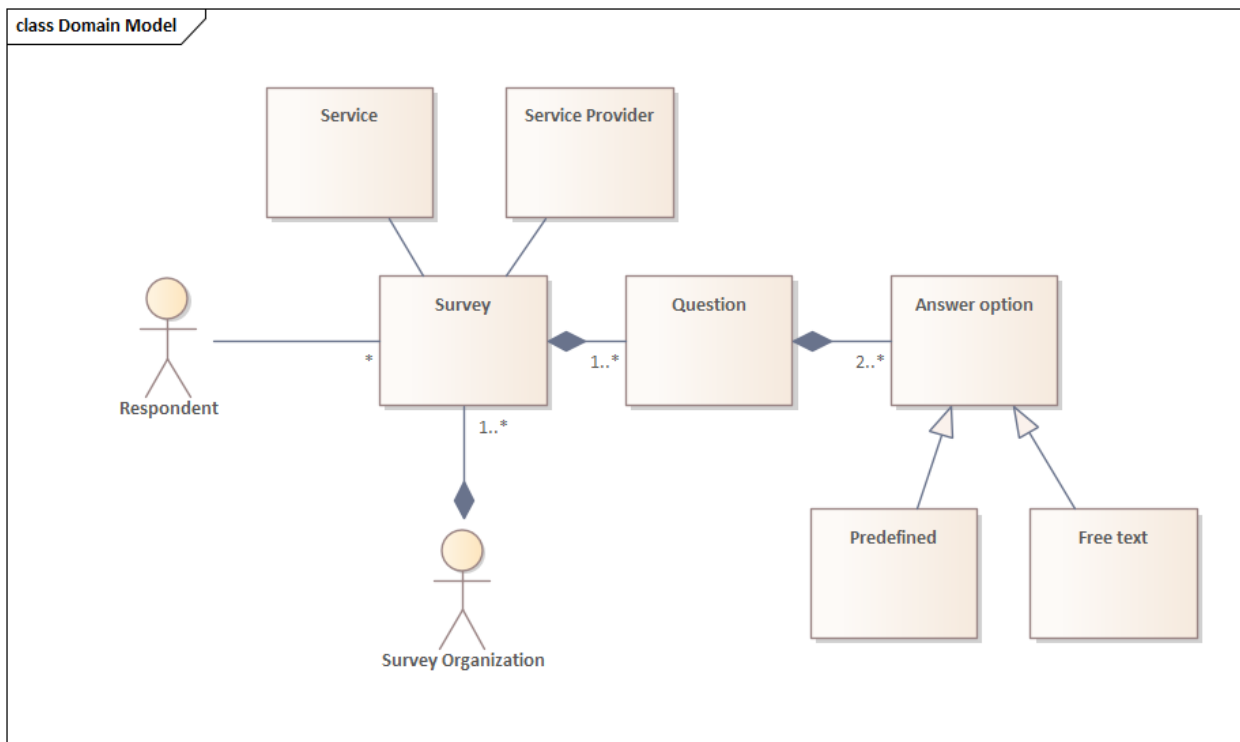 class Domain Model
Service
Service Provider
Survey
Question
Answer option
*
1..*
2..*
Respondent
1..*
Predefined
Free text
Survey Organization